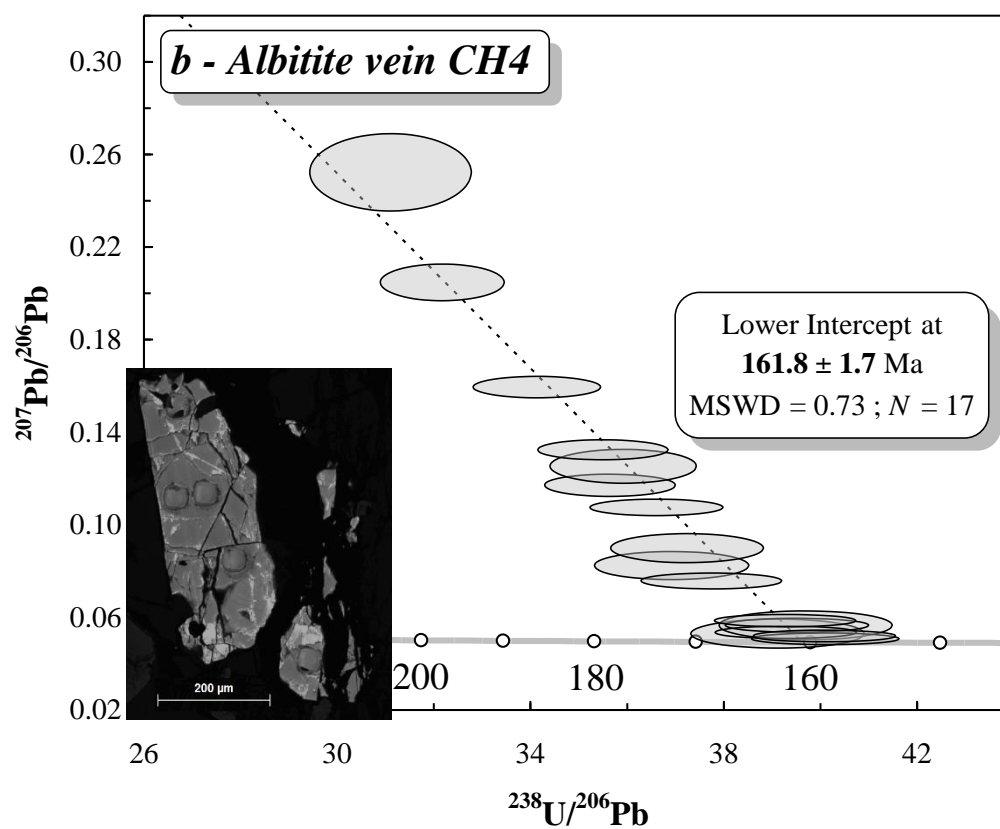 b - Albitite vein CH4
0.30
0.26
0.22
0.18
0.14
0.10
0.06
0.02
²⁰⁷Pb/²⁰⁶Pb
Lower Intercept at
161.8 ± 1.7 Ma
MSWD = 0.73 ; N = 17
200 µm
200
180
160
26
30
34
38
42
²³⁸U/²⁰⁶Pb